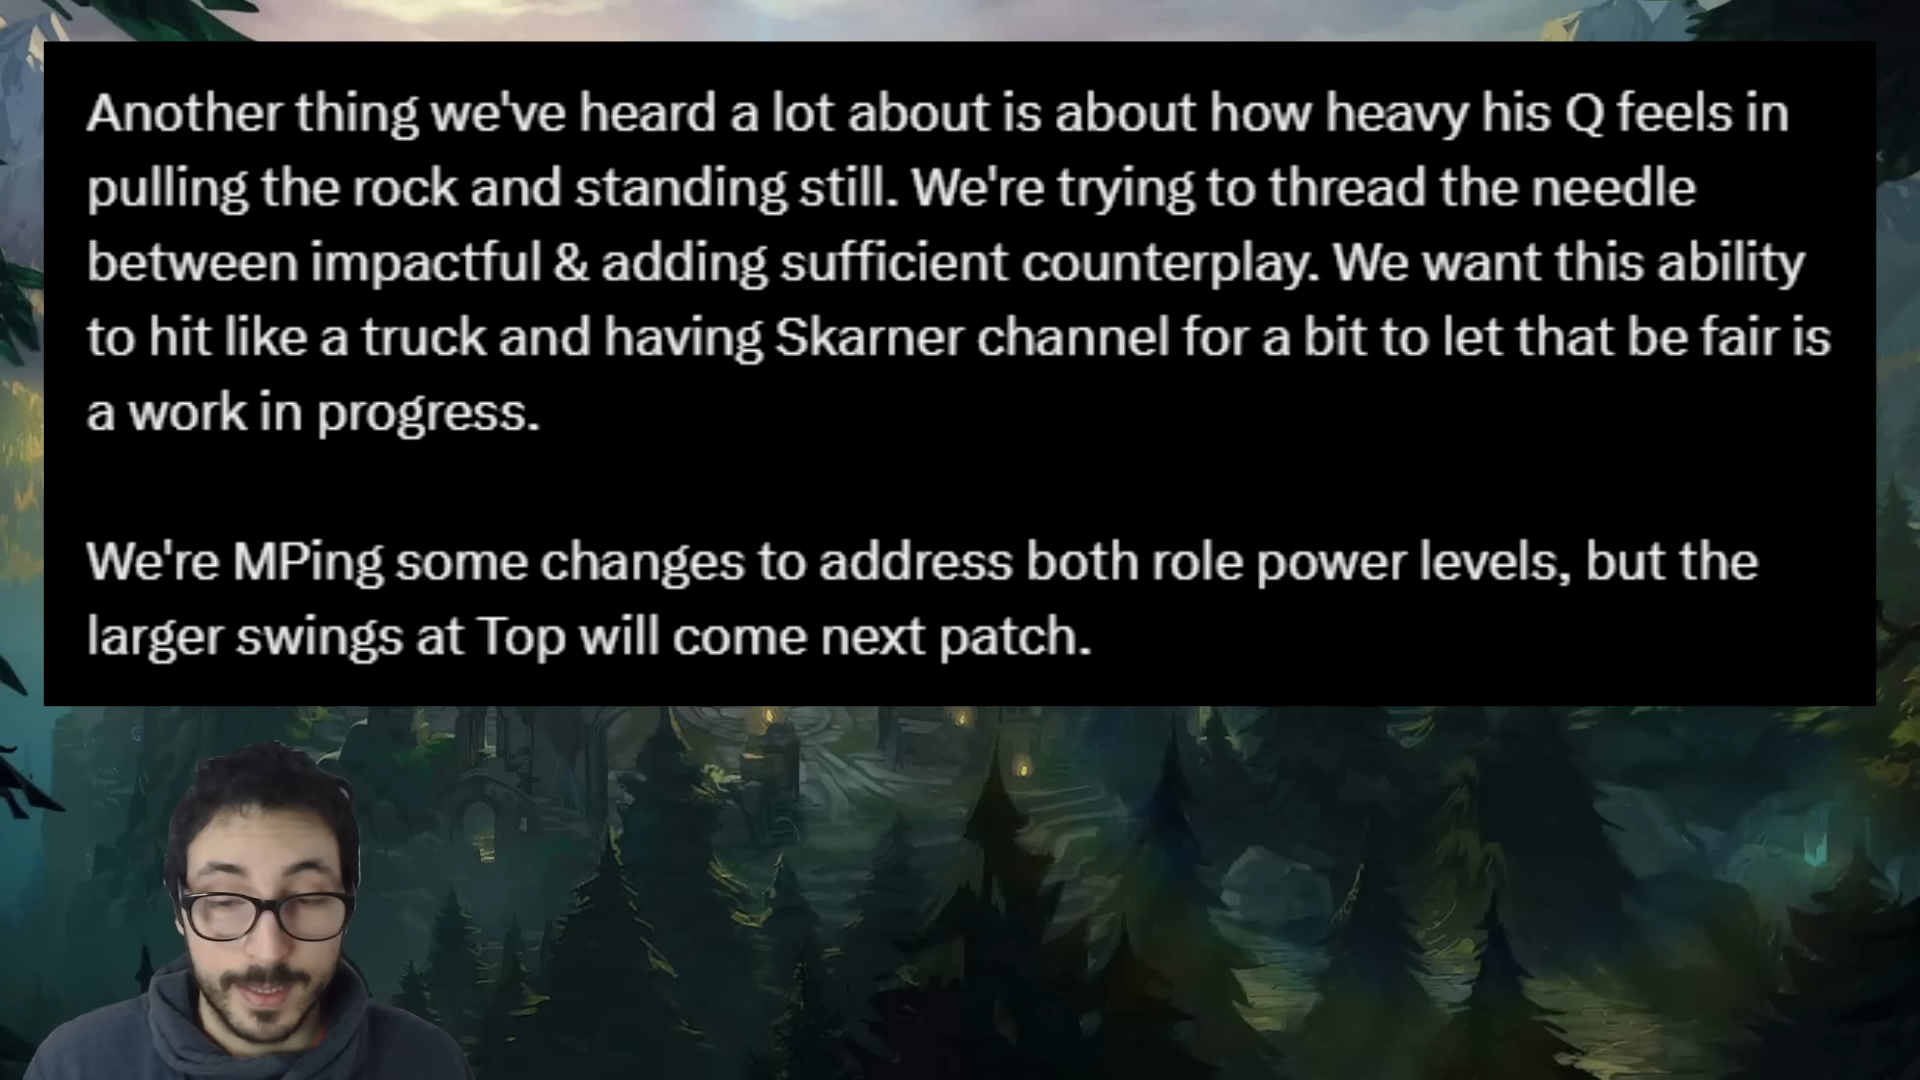 Another thing we've heard a lot about is about how heavy his Q feels in
pulling the rock and standing still. We're trying to thread the needle
between impactful & adding sufficient counterplay. We want this ability
to hit like a truck and having Skarner channel for a bit to let that be fair is
a work in progress.
We're MPing some changes to address both role power levels, but the
larger swings at Top will come next patch.